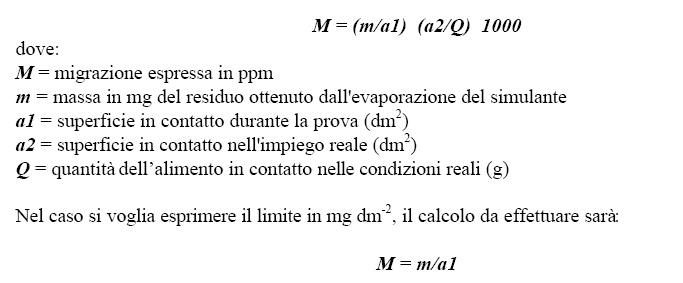 M = (m/a1) (a2/Q) 1000
dove:
M = migrazione espressa in ppm
m = massa in mg del residuo ottenuto dall'evaporazione del simulante
a1 = superficie in contatto durante la prova (dm²)
a2 = superficie in contatto nell'impiego reale (dm²)
Q = quantità dell’alimento in contatto nelle condizioni reali (g)
Nel caso si voglia esprimere il limite in mg dm⁻², il calcolo da effettuare sarà:
M = m/a1